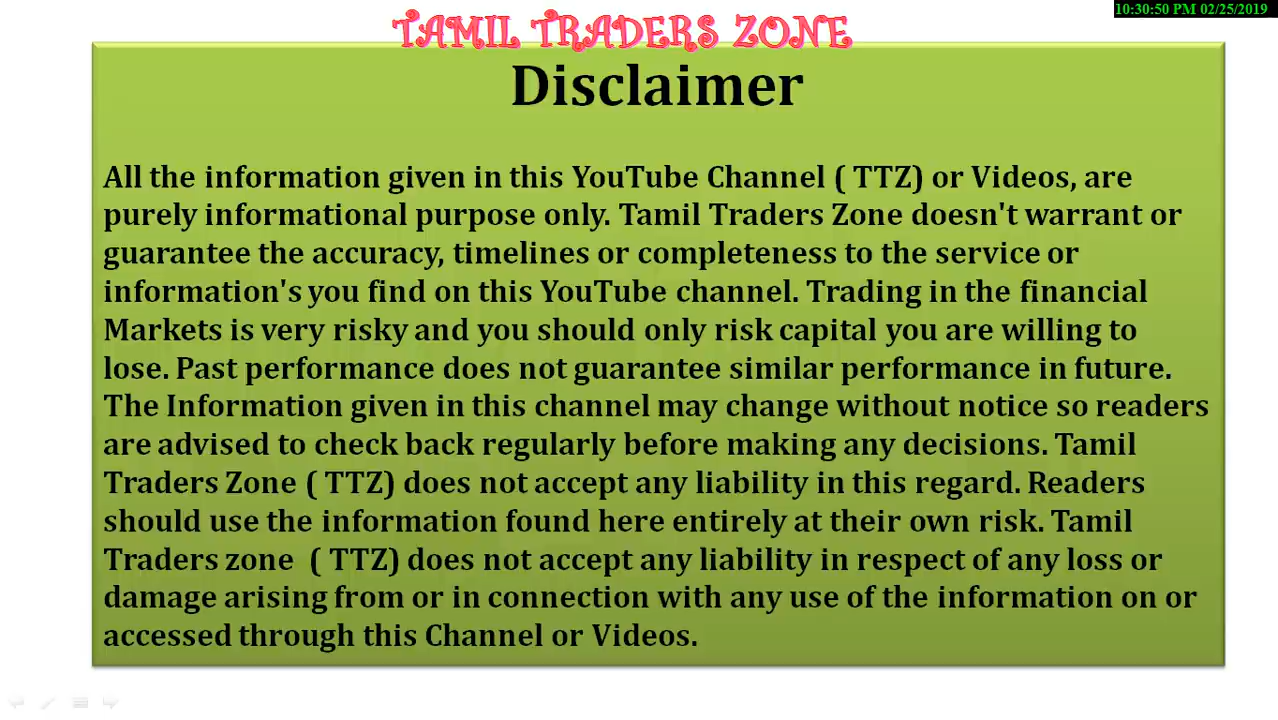 10:30:50 PM 02/25/2019
TAMIL TRADERS ZONE
Disclaimer
All the information given in this YouTube Channel ( TTZ) or Videos, are
purely informational purpose only. Tamil Traders Zone doesn't warrant or
guarantee the accuracy, timelines or completeness to the service or
information's you find on this YouTube channel. Trading in the financial
Markets is very risky and you should only risk capital you are willing to
lose. Past performance does not guarantee similar performance in future.
The Information given in this channel may change without notice so readers
are advised to check back regularly before making any decisions. Tamil
Traders Zone ( TTZ) does not accept any liability in this regard. Readers
should use the information found here entirely at their own risk. Tamil
Traders zone  ( TTZ) does not accept any liability in respect of any loss or
damage arising from or in connection with any use of the information on or
accessed through this Channel or Videos.